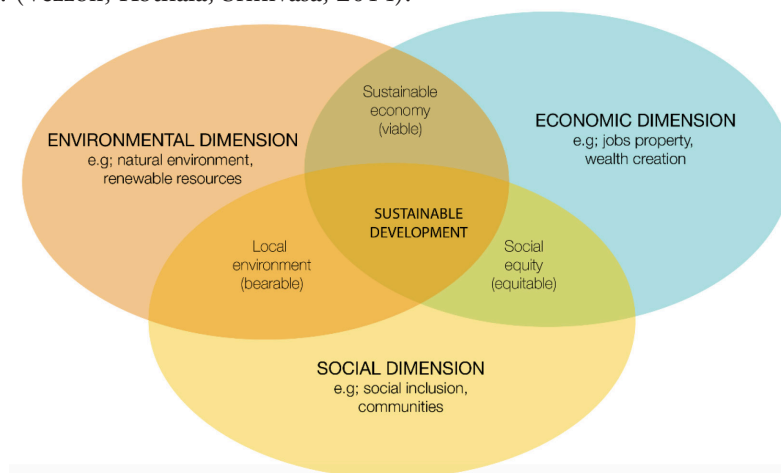 2014).
Sustainable
economy
(viable)
ENVIRONMENTAL DIMENSION
e.g; natural environment,
renewable resources
ECONOMIC DIMENSION
e.g; jobs property,
wealth creation
SUSTAINABLE
DEVELOPMENT
Local
environment
(bearable)
Social
equity
(equitable)
SOCIAL DIMENSION
e.g; social inclusion,
communities